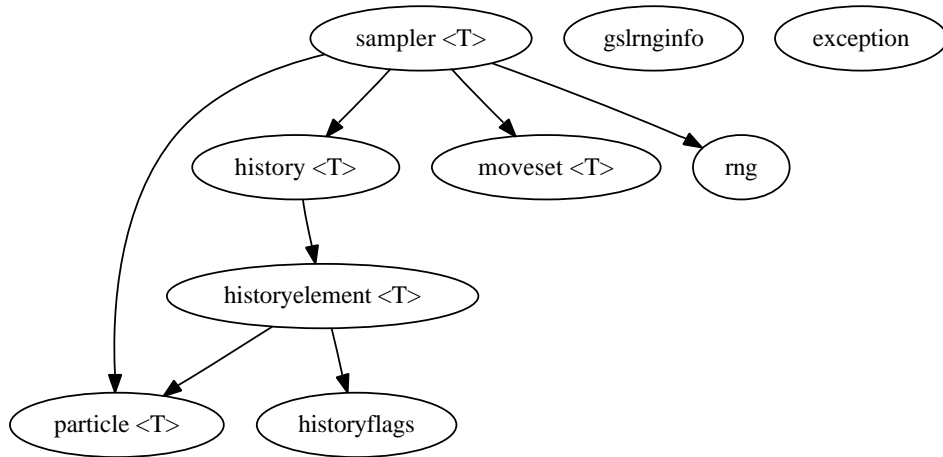 sampler <T>
gslrnginfo
exception
history <T>
moveset <T>
rng
historyelement <T>
particle <T>
historyflags